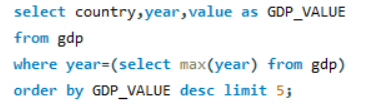 select country,year,value as GDP_VALUE
from gdp
where year=(select max(year) from gdp)
order by GDP_VALUE desc limit 5;